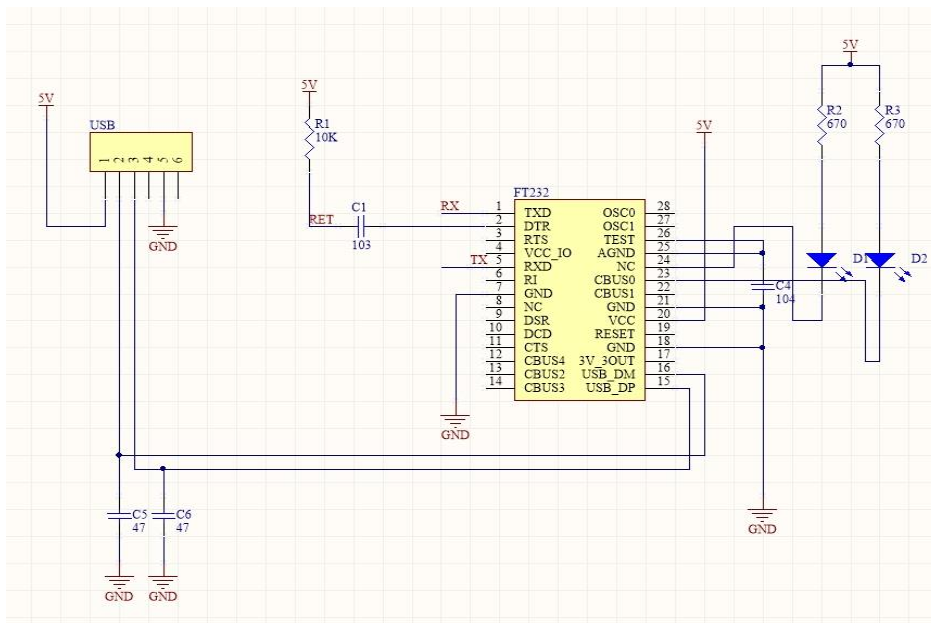 5V
USB
1 2 3 4 5 6
GND
5V
R1
10K
RET
C1
103
RX
TX
FT232
1 TXD
2 DTR
3 RTS
4 VCC_IO
5 RXD
6 RI
7 GND
8 NC
9 DSR
10 DCD
11 CTS
12 CBUS4
13 CBUS2
14 CBUS3
OSC0 28
OSC1 27
TEST 26
AGND 25
NC 24
CBUS0 23
CBUS1 22
GND 21
VCC 20
RESET 19
GND 18
3V_3OUT 17
USB_DM 16
USB_DP 15
5V
5V
R2
670
R3
670
D1
D2
C4
104
GND
GND
C5
47
C6
47
GND
GND